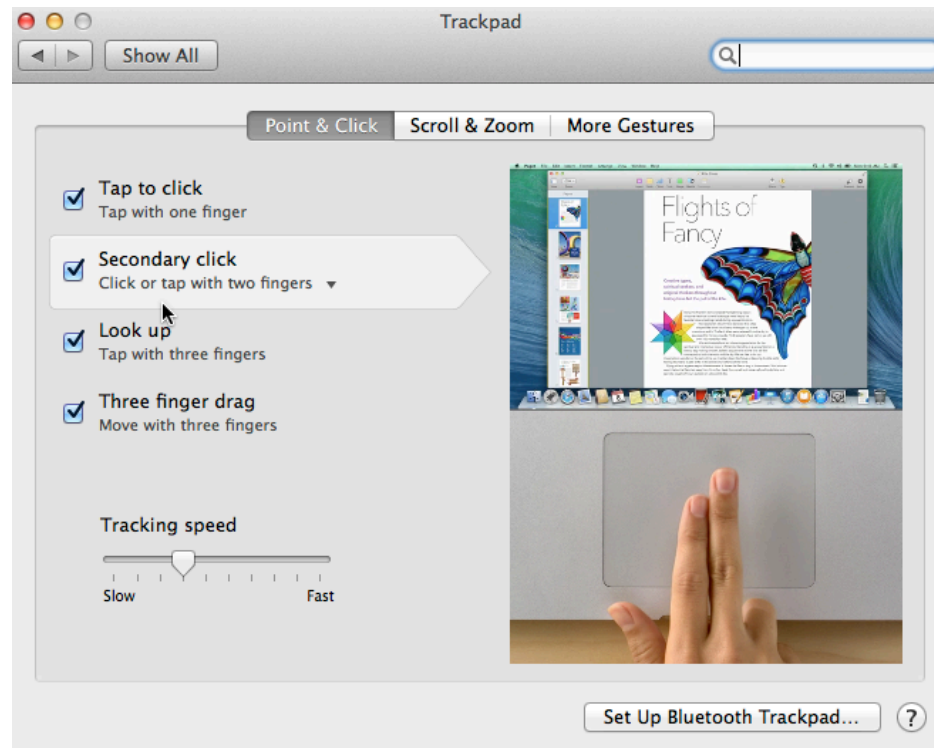 Trackpad
Show All
Point & Click
Scroll & Zoom
More Gestures
Tap to click
Tap with one finger
Secondary click
Click or tap with two fingers
Look up
Tap with three fingers
Three finger drag
Move with three fingers
Tracking speed
Slow
Fast
Flights of
Fancy
Set Up Bluetooth Trackpad...
?